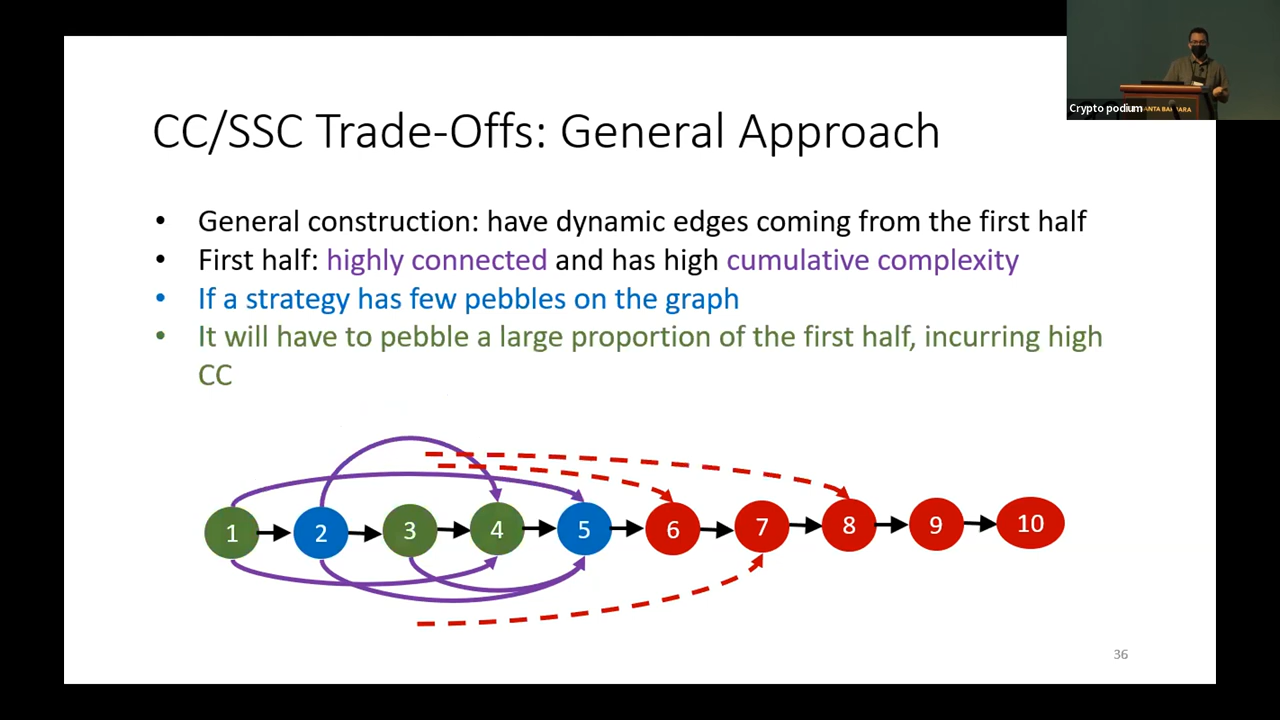 Crypto podium
ANTA BARBARA
CC/SSC Trade-Offs: General Approach
• General construction: have dynamic edges coming from the first half
• First half: highly connected and has high cumulative complexity
• If a strategy has few pebbles on the graph
• It will have to pebble a large proportion of the first half, incurring high
CC
1 2 3 4 5 6 7 8 9 10
36